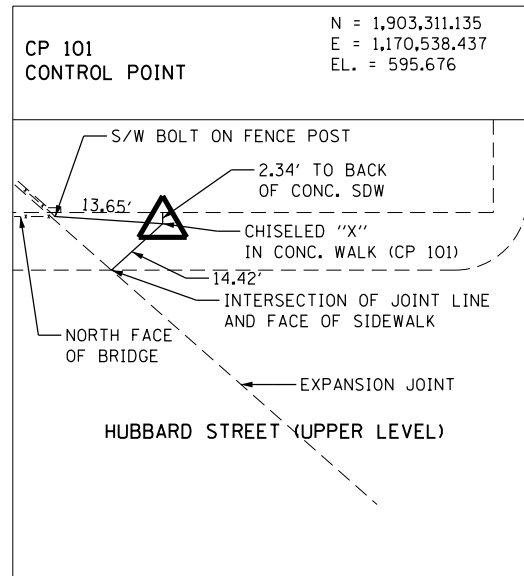 CP 101
CONTROL POINT
N = 1,903,311.135
E = 1,170,538.437
EL. = 595.676
S/W BOLT ON FENCE POST
13.65'
2.34' TO BACK
OF CONC. SDW
CHISELED "X"
IN CONC. WALK (CP 101)
14.42'
INTERSECTION OF JOINT LINE
AND FACE OF SIDEWALK
NORTH FACE
OF BRIDGE
EXPANSION JOINT
HUBBARD STREET (UPPER LEVEL)